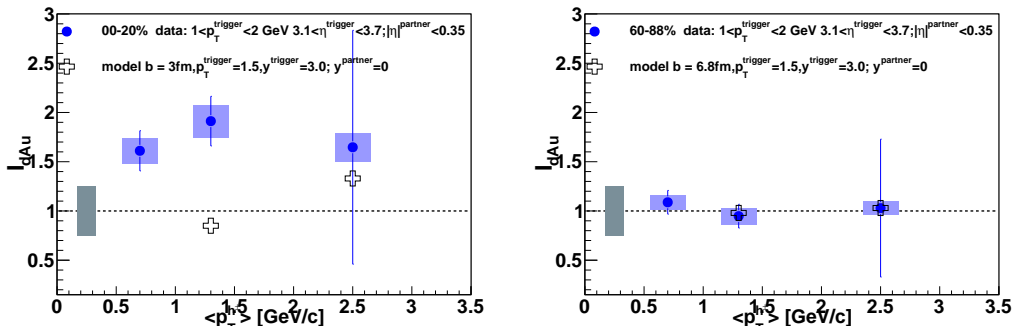 00-20% data: 1<p_T^trigger<2 GeV 3.1<η^trigger<3.7;|η|^partner<0.35
model b = 3fm,p_T^trigger=1.5,y^trigger=3.0; y^partner=0
I_dAu
3
2.5
2
1.5
1
0.5
0 0.5 1 1.5 2 2.5 3 3.5
<p_T^h> [GeV/c]
60-88% data: 1<p_T^trigger<2 GeV 3.1<η^trigger<3.7;|η|^partner<0.35
model b = 6.8fm,p_T^trigger=1.5,y^trigger=3.0; y^partner=0
I_dAu
3
2.5
2
1.5
1
0.5
0 0.5 1 1.5 2 2.5 3 3.5
<p_T^h> [GeV/c]